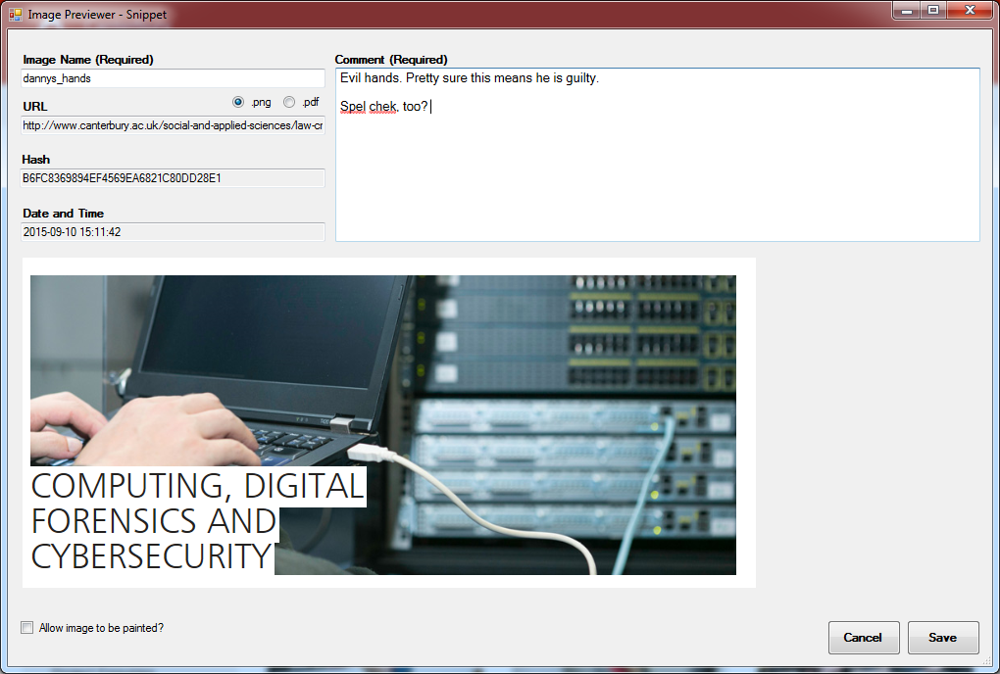 Image Previewer - Snippet
Image Name (Required)
dannys_hands
URL
.png
.pdf
http://www.canterbury.ac.uk/social-and-applied-sciences/law-cr
Hash
B6FC8369894EF4569EA6821C80DD28E1
Date and Time
2015-09-10 15:11:42
Comment (Required)
Evil hands. Pretty sure this means he is guilty.
Spel chek, too?
COMPUTING, DIGITAL
FORENSICS AND
CYBERSECURITY
Allow image to be painted?
Cancel
Save